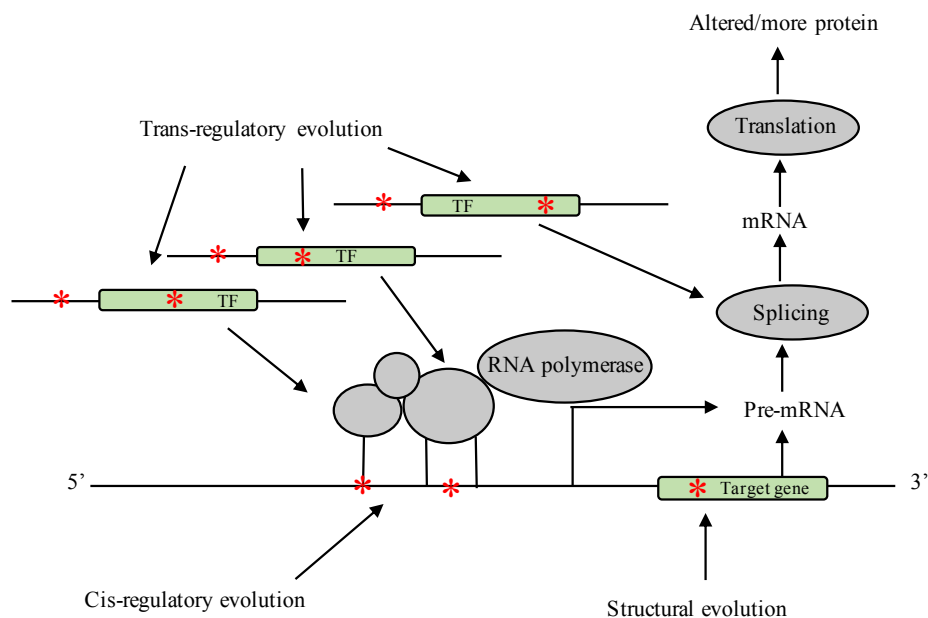 Altered/more protein
Translation
Trans-regulatory evolution
TF
mRNA
TF
TF
Splicing
RNA polymerase
Pre-mRNA
5’
Target gene
3’
Cis-regulatory evolution
Structural evolution